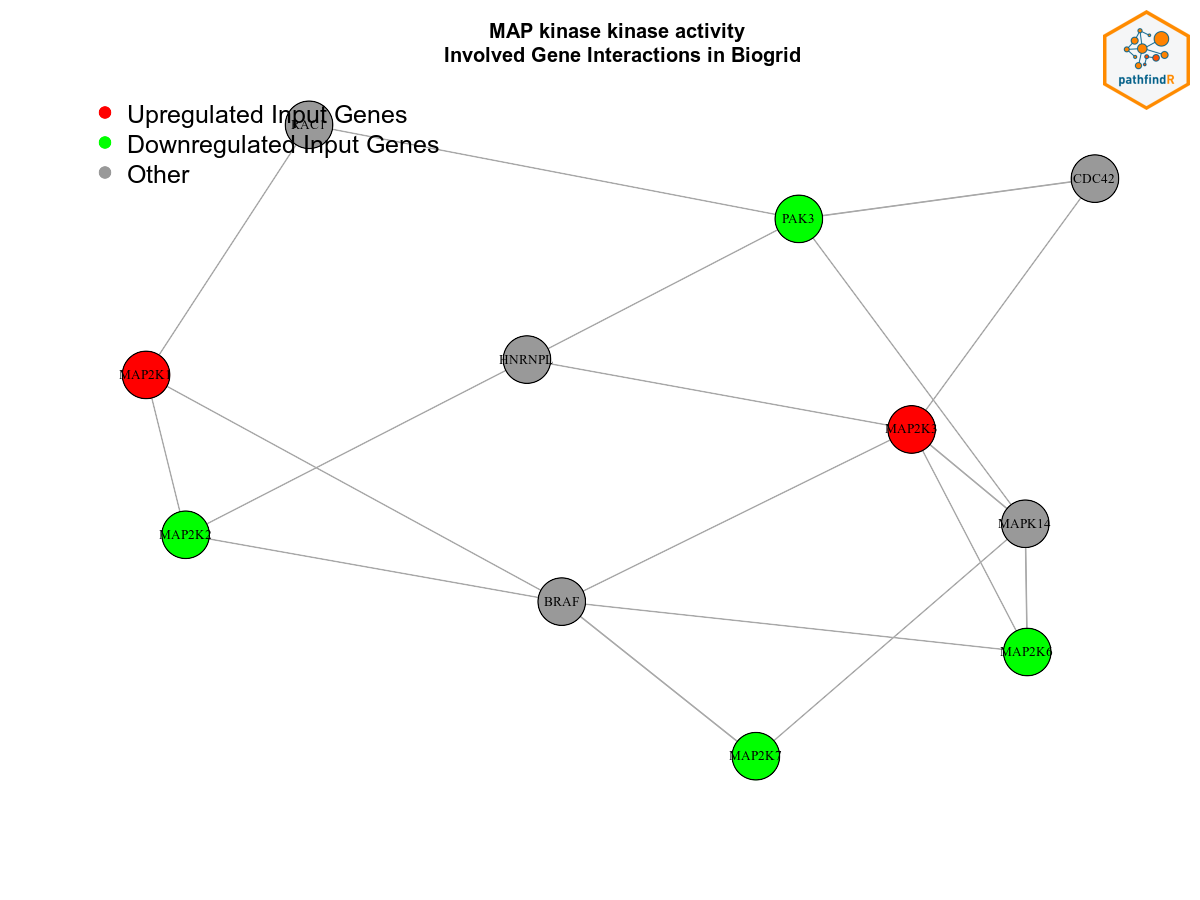 MAP kinase kinase activity
Involved Gene Interactions in Biogrid
pathfindR
Upregulated Input Genes
RAC1
Downregulated Input Genes
Other
CDC42
PAK3
HNRNPL
MAP2K1
MAP2K3
MAPK14
MAP2K2
BRAF
MAP2K6
MAP2K7